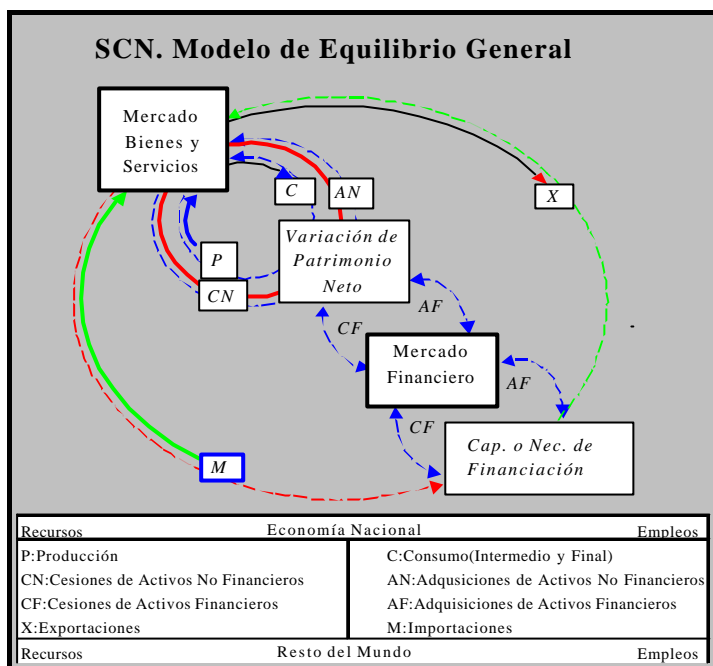 SCN. Modelo de Equilibrio General
Mercado
Bienes y
Servicios
C
AN
X
P
CN
Variación de
Patrimonio
Neto
AF
CF
Mercado
Financiero
AF
CF
Cap. o Nec. de
Financiación
M
Recursos Economía Nacional Empleos
P:Producción C:Consumo(Intermedio y Final)
CN:Cesiones de Activos No Financieros AN:Adqusiciones de Activos No Financieros
CF:Cesiones de Activos Financieros AF:Adquisiciones de Activos Financieros
X:Exportaciones M:Importaciones
Recursos Resto del Mundo Empleos